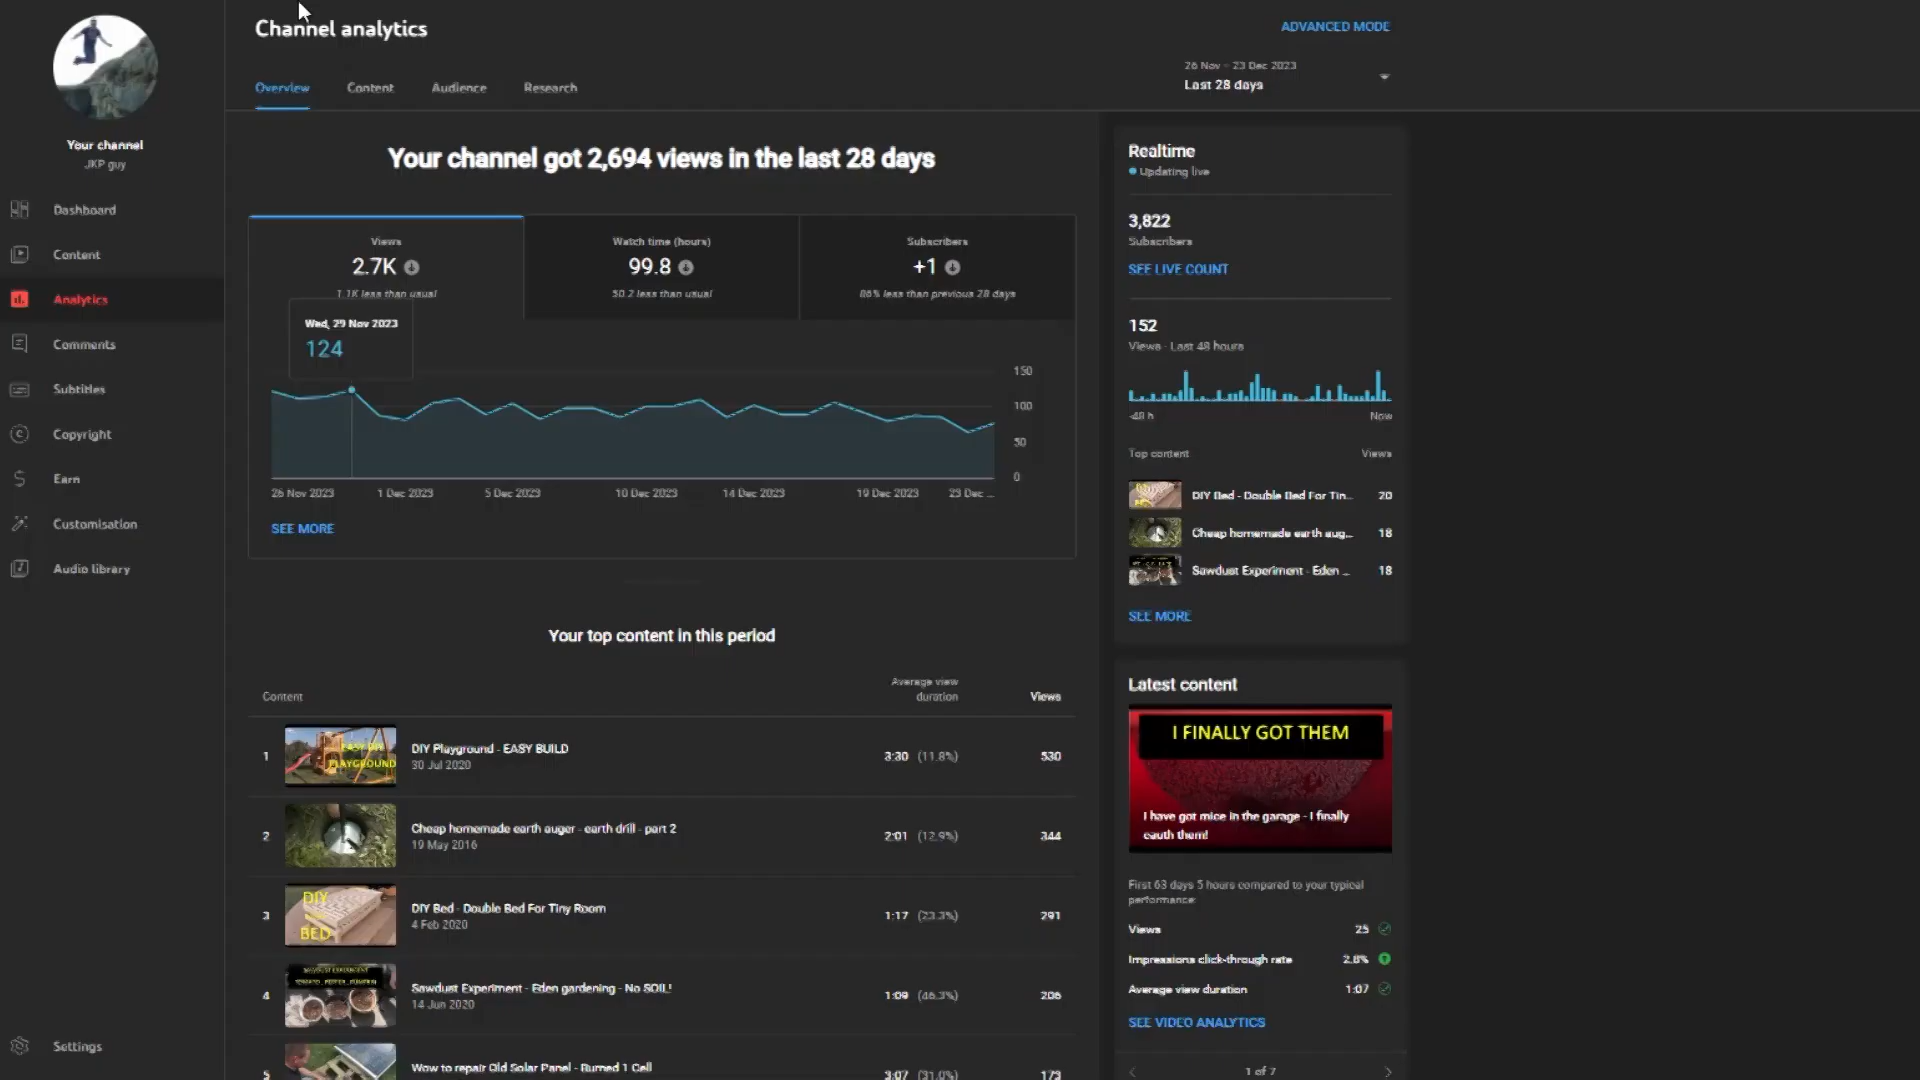 Channel analytics
ADVANCED MODE
26 Nov – 23 Dec 2023
Last 28 days
Overview
Content
Audience
Research
Your channel
JKP guy
Dashboard
Content
Analytics
Comments
Subtitles
Copyright
Earn
Customisation
Audio library
Settings
Your channel got 2,694 views in the last 28 days
Views
2.7K
1.1K less than usual
Watch time (hours)
99.8
50.2 less than usual
Subscribers
+1
86% less than previous 28 days
Wed, 29 Nov 2023
124
150
100
50
0
26 Nov 2023
1 Dec 2023
5 Dec 2023
10 Dec 2023
14 Dec 2023
19 Dec 2023
23 Dec ...
SEE MORE
Your top content in this period
Content
Average view
duration
Views
1
EASY DIY
PLAYGROUND
DIY Playground - EASY BUILD
30 Jul 2020
3:30 (11.8%)
530
2
Cheap homemade earth auger - earth drill - part 2
19 May 2016
2:01 (12.9%)
344
3
DIY
BED
DIY Bed - Double Bed For Tiny Room
4 Feb 2020
1:17 (23.3%)
291
4
SAWDUST EXPERIMENT
Sawdust Experiment - Eden gardening - No SOIL!
14 Jun 2020
1:09 (46.3%)
206
5
Wow to repair Old Solar Panel - Burned 1 Cell
3:07 (31.0%)
173
Realtime
Updating live
3,822
Subscribers
SEE LIVE COUNT
152
Views · Last 48 hours
-48 h
Now
Top content
Views
DIY Bed - Double Bed For Tin...
20
Cheap homemade earth aug...
18
Sawdust Experiment - Eden ...
18
SEE MORE
Latest content
I FINALLY GOT THEM
I have got mice in the garage - I finally
cauth them!
First 63 days 5 hours compared to your typical
performance:
Views
25
Impressions click-through rate
2.8%
Average view duration
1:07
SEE VIDEO ANALYTICS
1 of 7